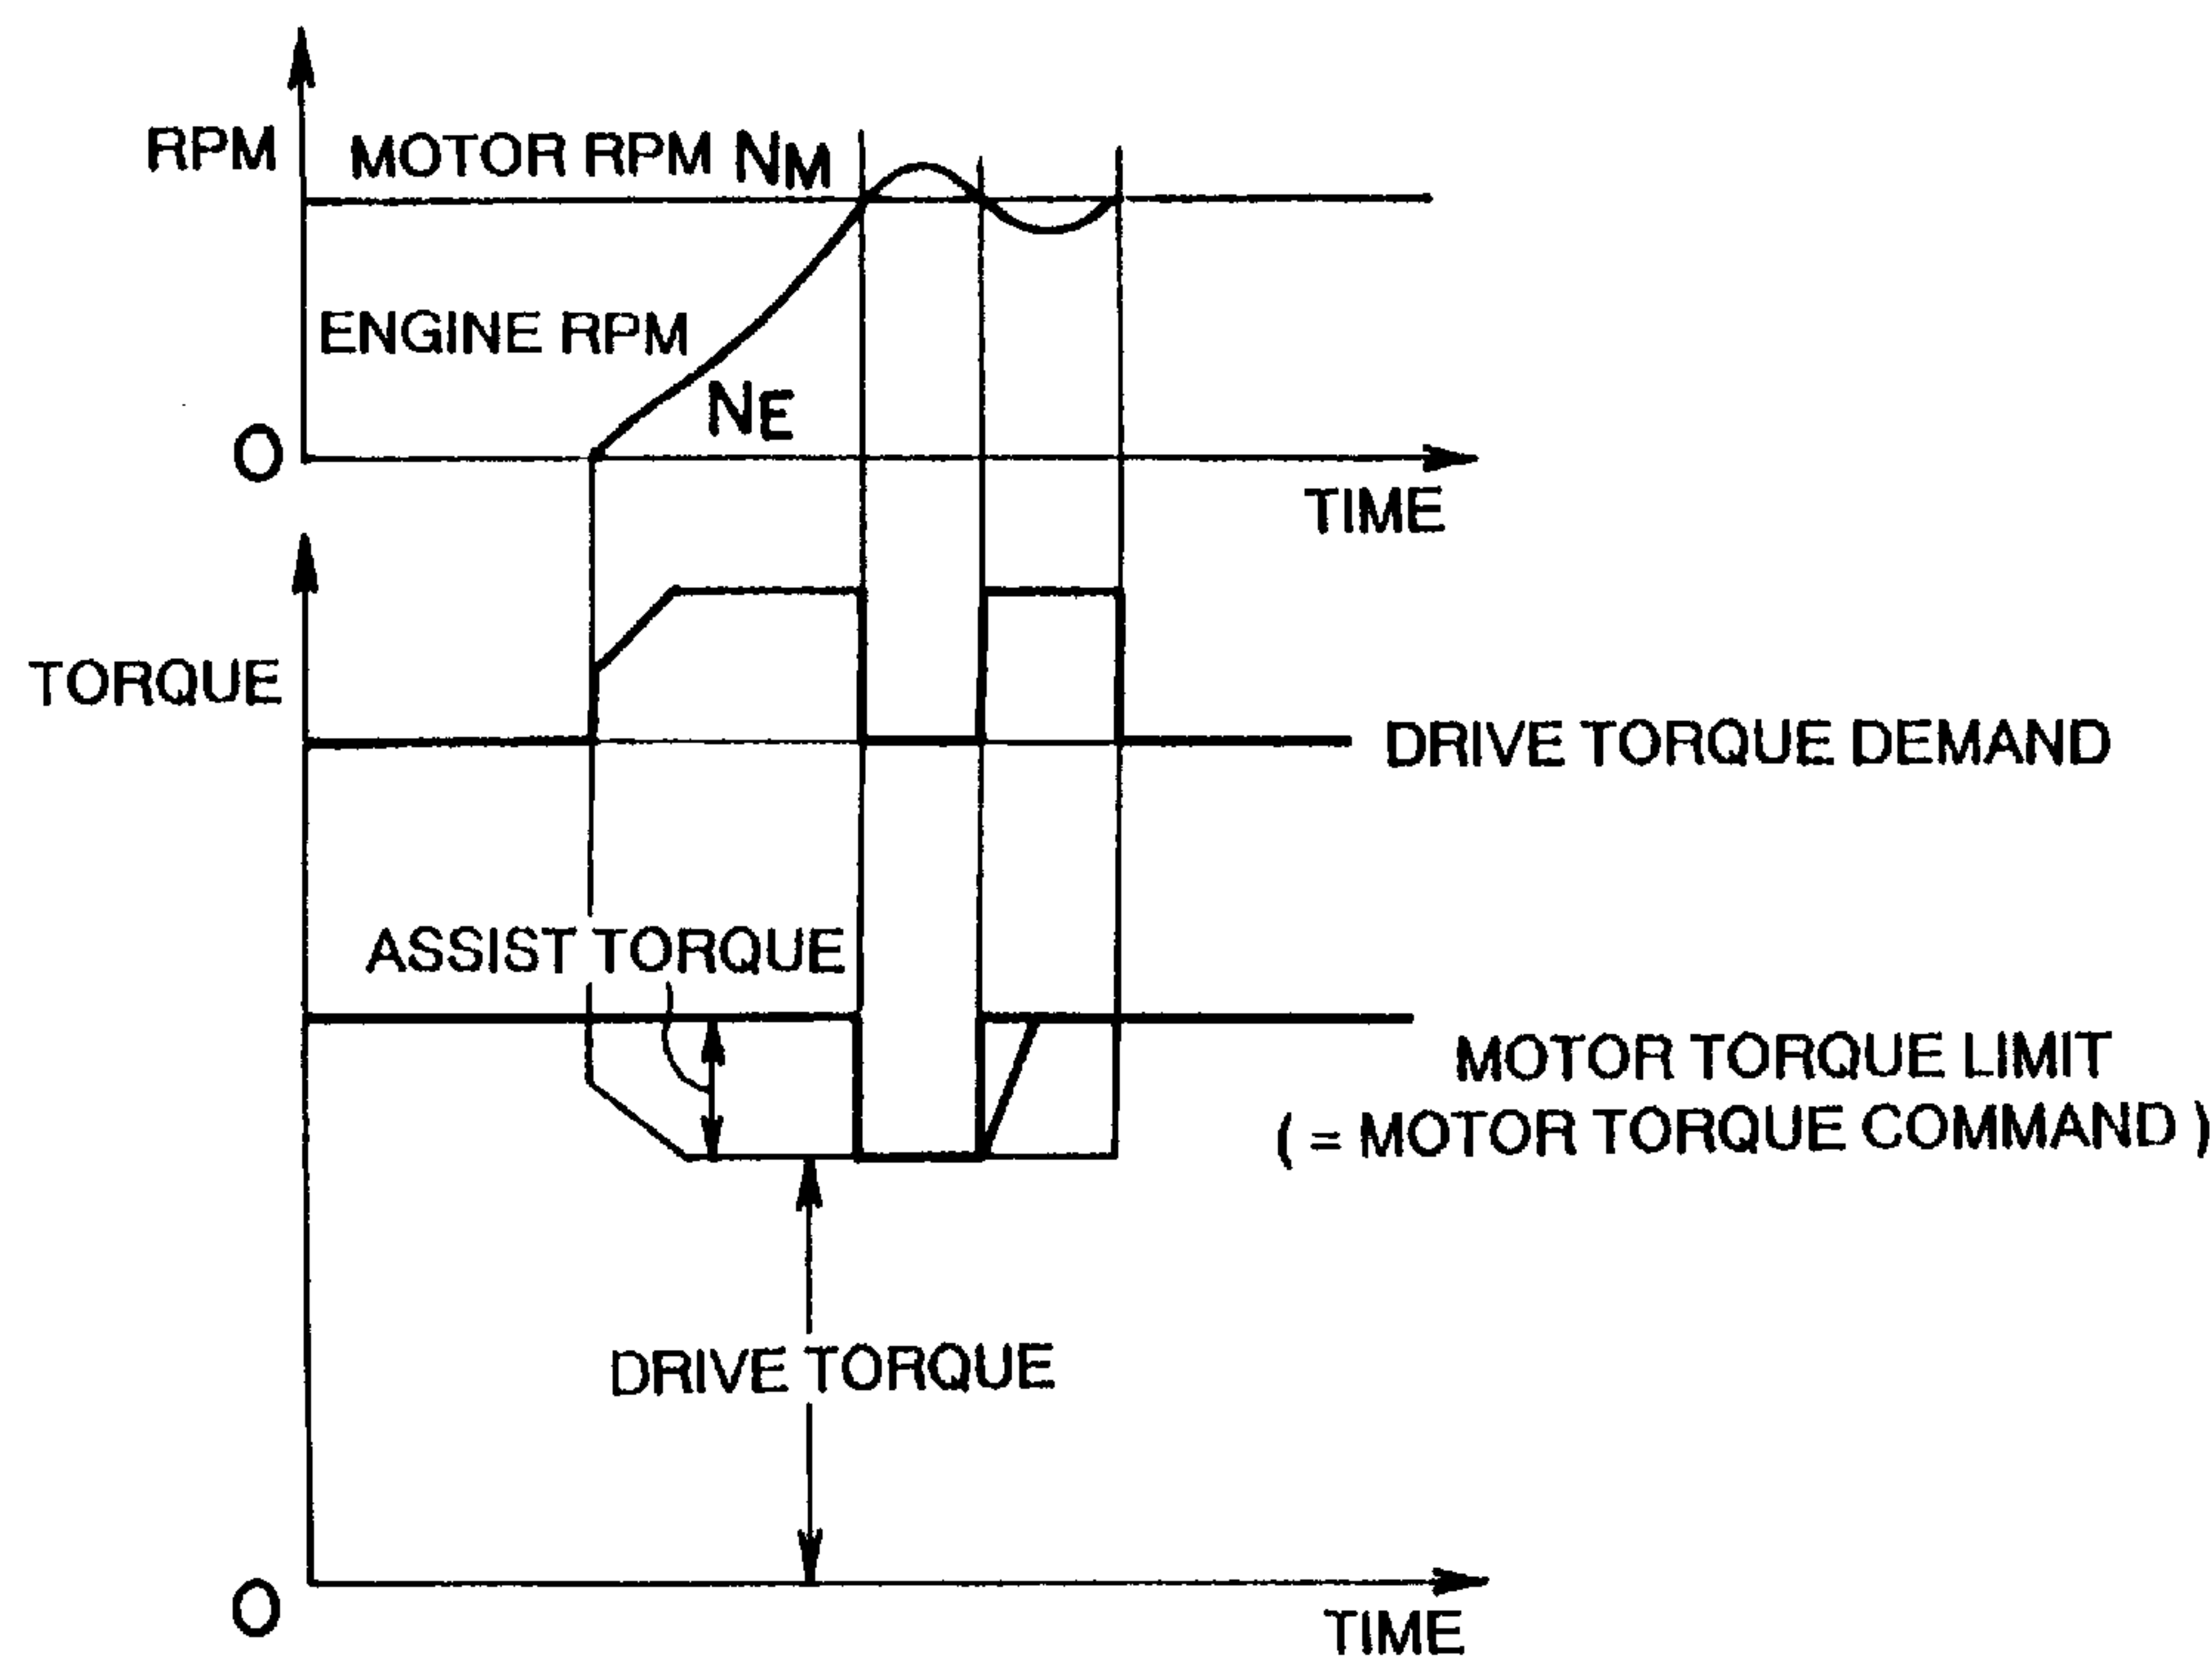 RPM
MOTOR RPM NM
ENGINE RPM
NE
O
TIME
TORQUE
DRIVE TORQUE DEMAND
ASSIST TORQUE
MOTOR TORQUE LIMIT
( = MOTOR TORQUE COMMAND )
DRIVE TORQUE
O
TIME